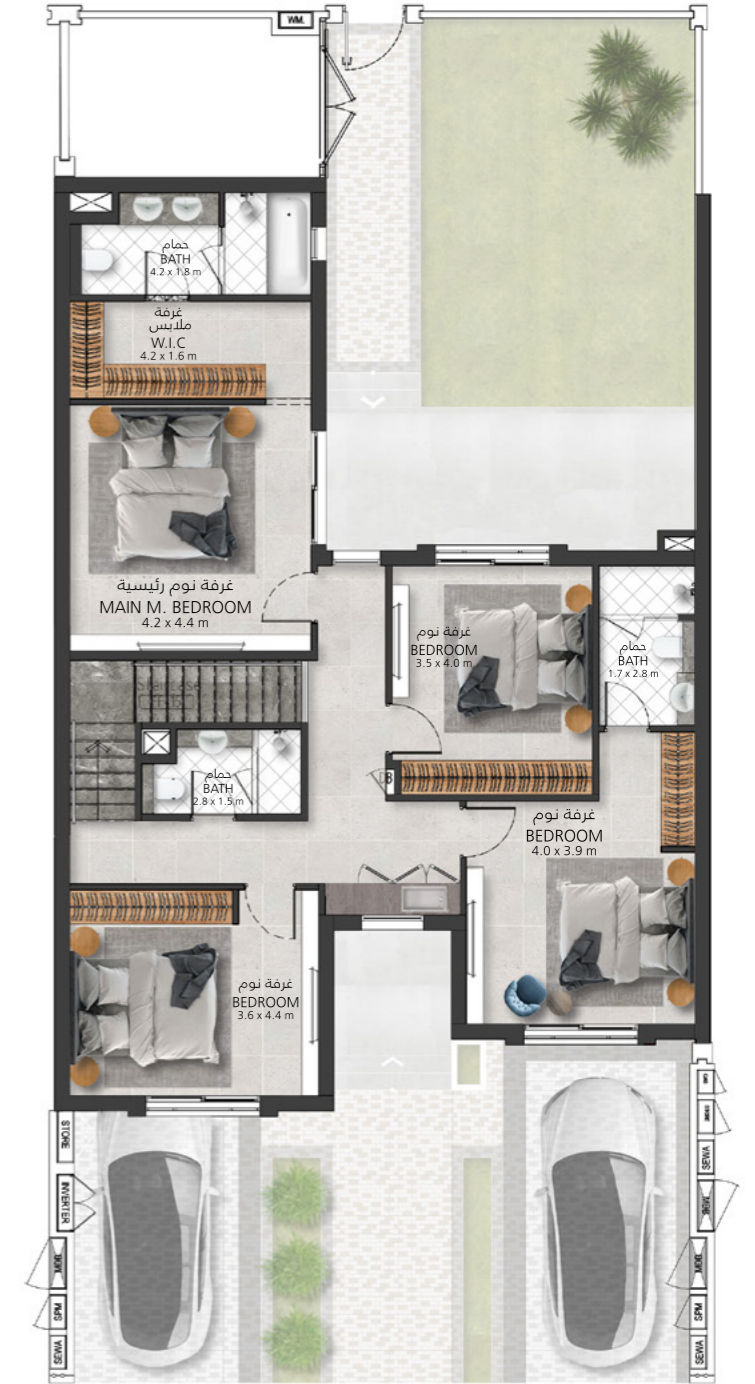 WM.
حمام
BATH
4.2 x 1.8 m
غرفة
ملابس
W.I.C
4.2 x 1.6 m
غرفة نوم رئيسية
MAIN M. BEDROOM
4.2 x 4.4 m
غرفة نوم
BEDROOM
3.5 x 4.0 m
حمام
BATH
1.7 x 2.8 m
حمام
BATH
2.8 x 1.5 m
DB
غرفة نوم
BEDROOM
4.0 x 3.9 m
غرفة نوم
BEDROOM
3.6 x 4.4 m
STORE
INVERTER
SEWA
SEWA
SPM
SEWA